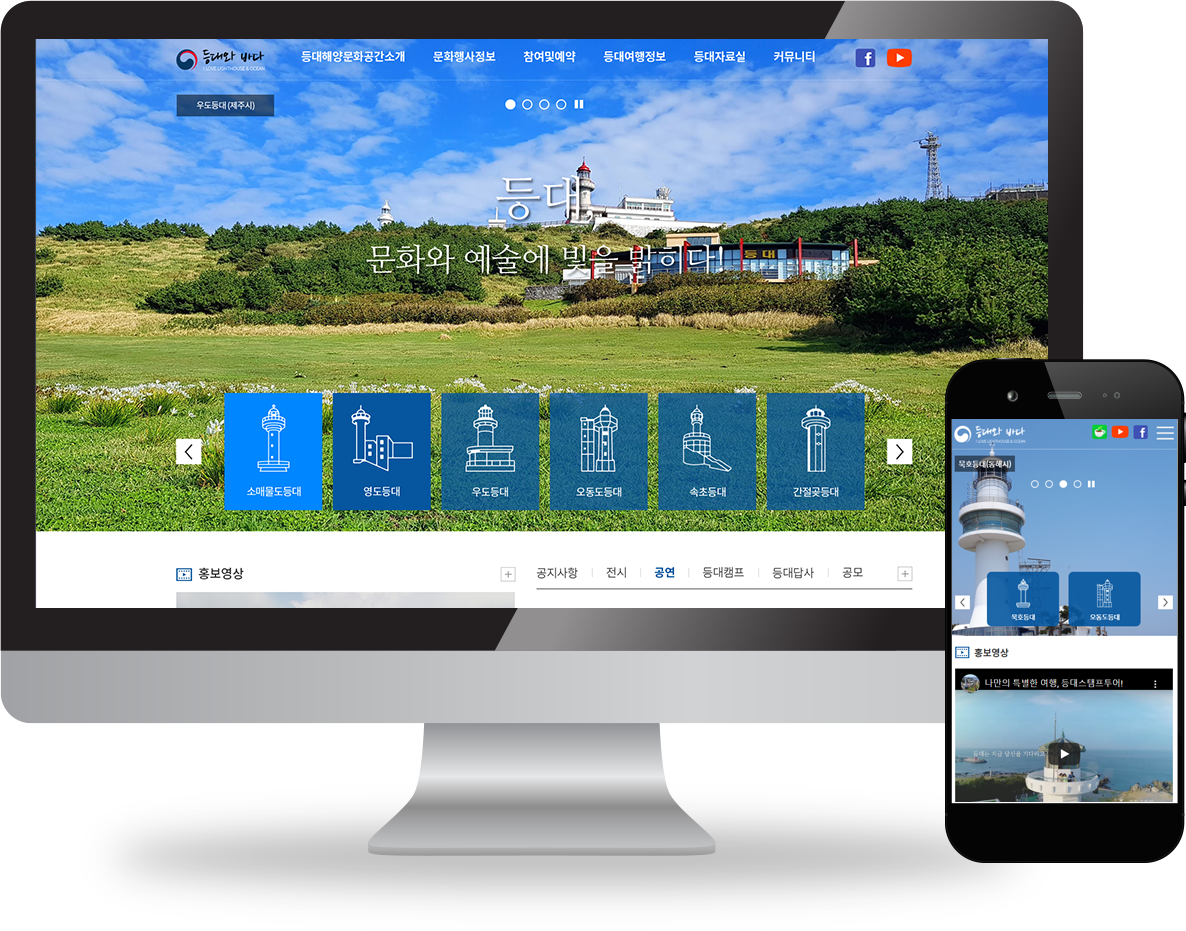 등대와 바다
I LOVE LIGHTHOUSE & OCEAN
등대해양문화공간소개 문화행사정보 참여및예약 등대여행정보 등대자료실 커뮤니티
f
우도등대(제주시)
등대_
문화와 예술에 빛을 밝히다!
등대
소매물도등대 영도등대 우도등대 오동도등대 속초등대 간절곶등대
홍보영상
공지사항 전시 공연 등대캠프 등대답사 공모
등대와 바다
I LOVE LIGHTHOUSE & OCEAN
f
묵호등대(동해시)
묵호등대 오동도등대
홍보영상
나만의 특별한 여행, 등대스탬프투어!
등대는 지금 당신을 기다리고